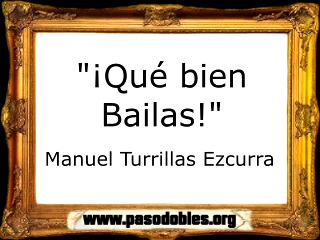 "¡Qué bien
Bailas!"
Manuel Turrillas Ezcurra
www.pasodobles.org